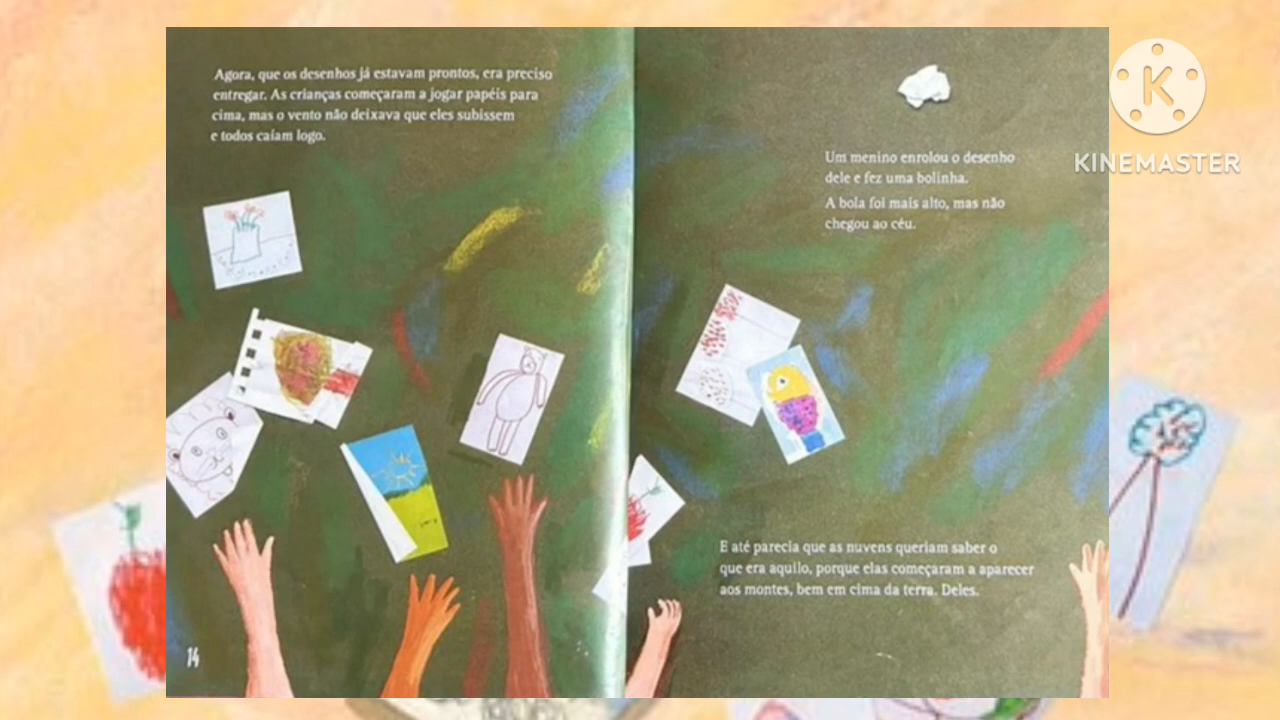 Agora, que os desenhos já estavam prontos, era preciso
entregar. As crianças começaram a jogar papéis para
cima, mas o vento não deixava que eles subissem
e todos caíam logo.
Um menino enrolou o desenho
dele e fez uma bolinha.
A bola foi mais alto, mas não
chegou ao céu.
E até parecia que as nuvens queriam saber o
que era aquilo, porque elas começaram a aparecer
aos montes, bem em cima da terra. Deles.
14
K
KINEMASTER